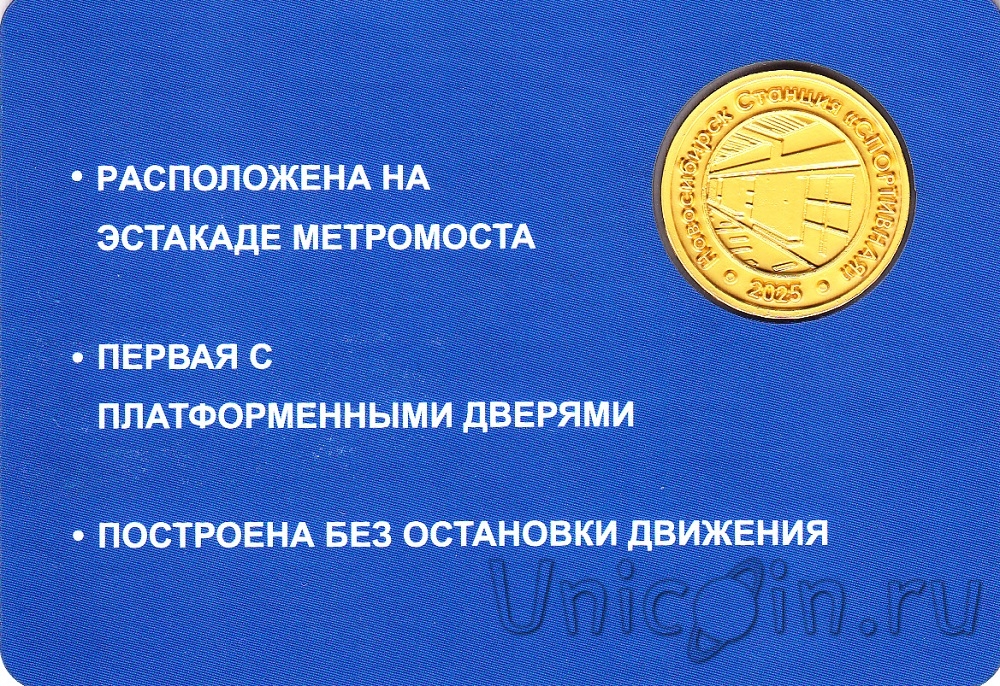 Новосибирск Станция «СПОРТИВНАЯ»
• 2025 •
• РАСПОЛОЖЕНА НА
ЭСТАКАДЕ МЕТРОМОСТА
• ПЕРВАЯ С
ПЛАТФОРМЕННЫМИ ДВЕРЯМИ
• ПОСТРОЕНА БЕЗ ОСТАНОВКИ ДВИЖЕНИЯ
Unicoin.ru